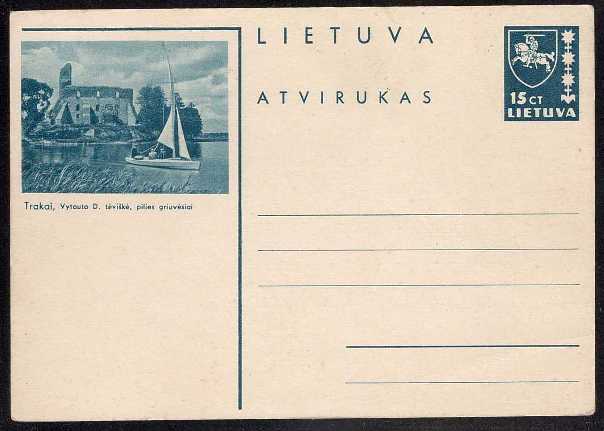 LIETUVA
ATVIRUKAS
15 CT
LIETUVA
Trakai, Vytauto D. tėviškė, pilies griuvėsiai